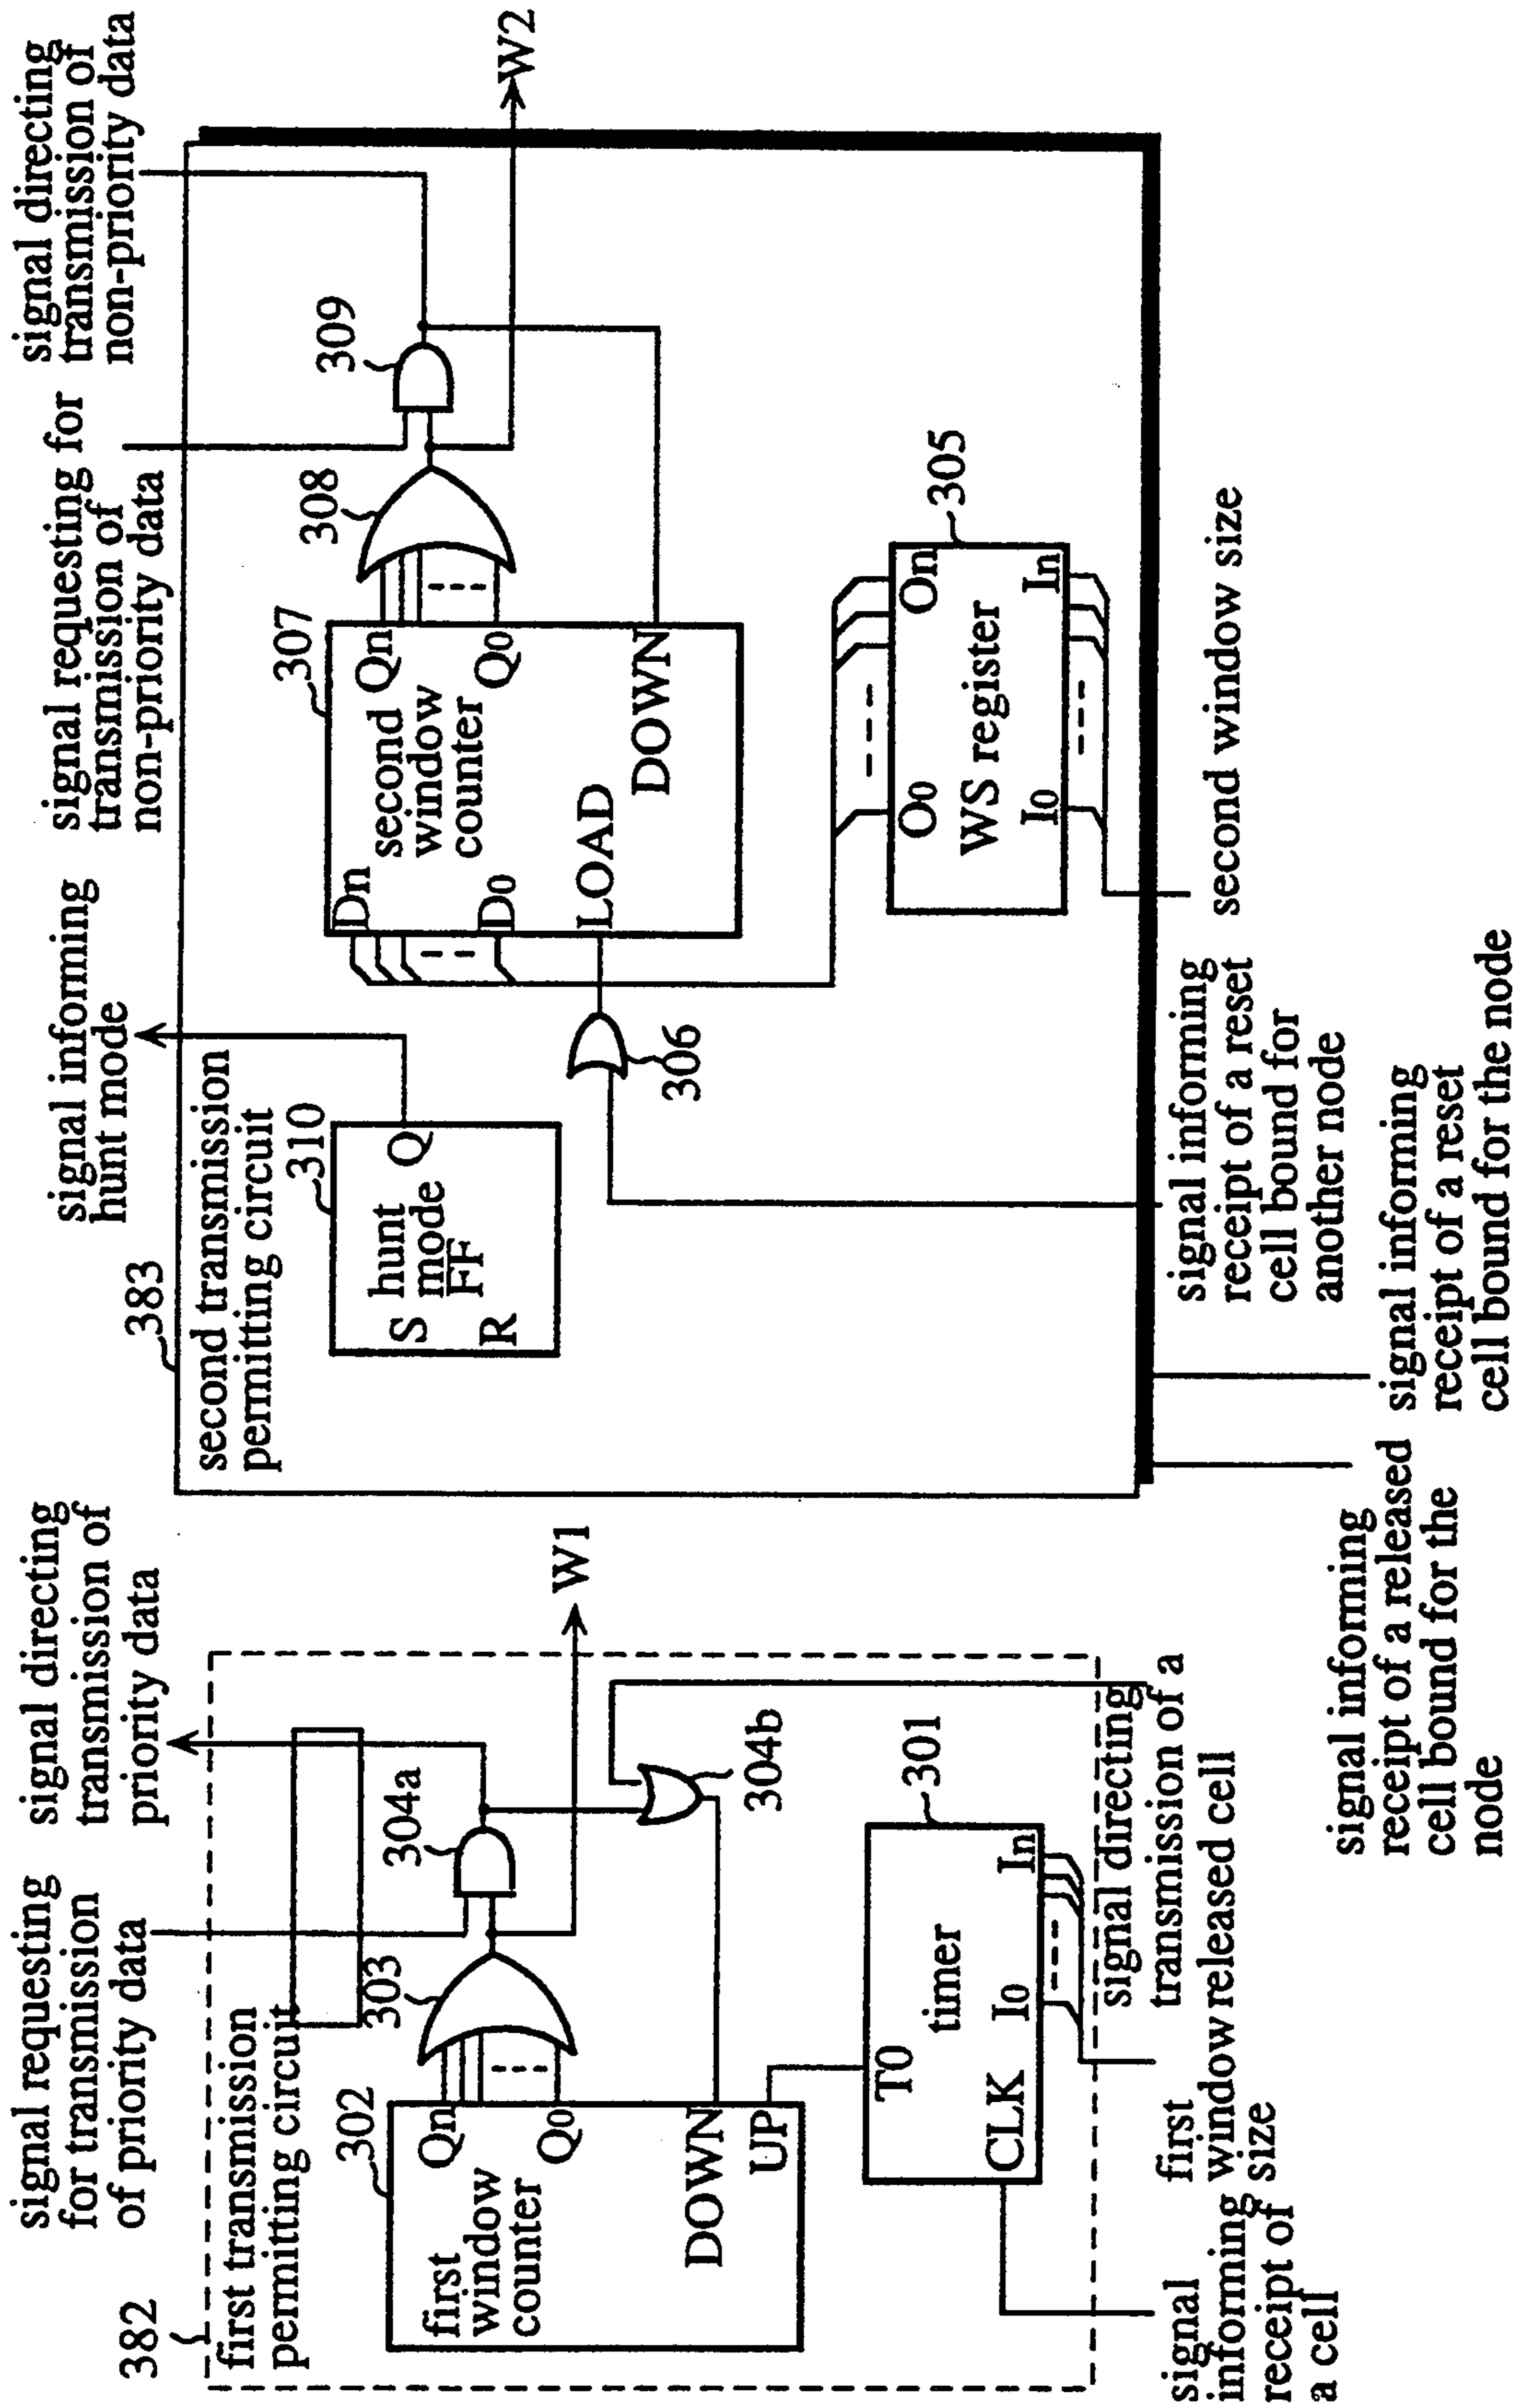 signal requesting
for transmission
of priority data
signal directing
transmission of
priority data
382
first transmission
permitting circuit
302
first
window
counter
Qn
Q0
DOWN
UP
303
304a
304b
W1
301
T0
timer
CLK
I0
In
signal
informing
receipt of
a cell
first
window
size
signal directing
transmission of a
released cell
signal informing
hunt mode
signal requesting for
transmission of
non-priority data
signal directing
transmission of
non-priority data
383
second transmission
permitting circuit
310
S
R
hunt
mode
FF
Q
306
307
Dn
D0
second
window
counter
Qn
Q0
LOAD
DOWN
308
309
W2
305
O0
On
WS register
I0
In
signal informing
receipt of a released
cell bound for the
node
signal informing
receipt of a reset
cell bound for the node
signal informing
receipt of a reset
cell bound for
another node
second window size